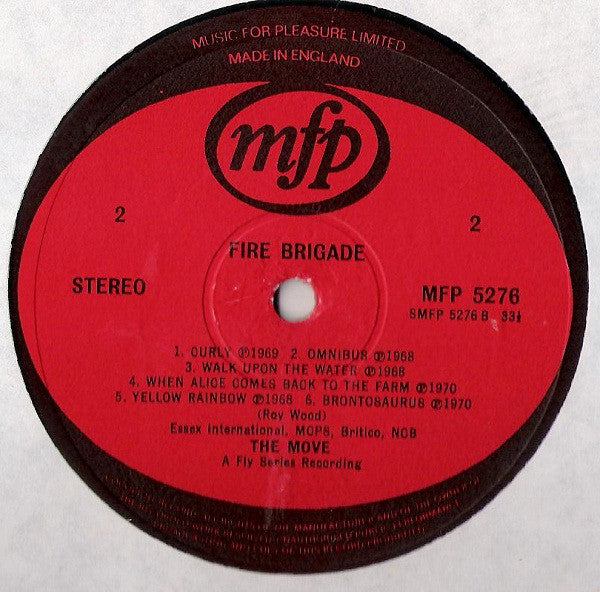 MUSIC FOR PLEASURE LIMITED
MADE IN ENGLAND
mfp
2
2
FIRE BRIGADE
STEREO
MFP 5276
SMFP 5276 B 33⅓
1. CURLY ℗1969 2. OMNIBUS ℗1968
3. WALK UPON THE WATER ℗1968
4. WHEN ALICE COMES BACK TO THE FARM ℗1970
5. YELLOW RAINBOW ℗1968 6. BRONTOSAURUS ℗1970
(Roy Wood)
Essex International, MCPS, Britico, NCB
THE MOVE
A Fly Series Recording